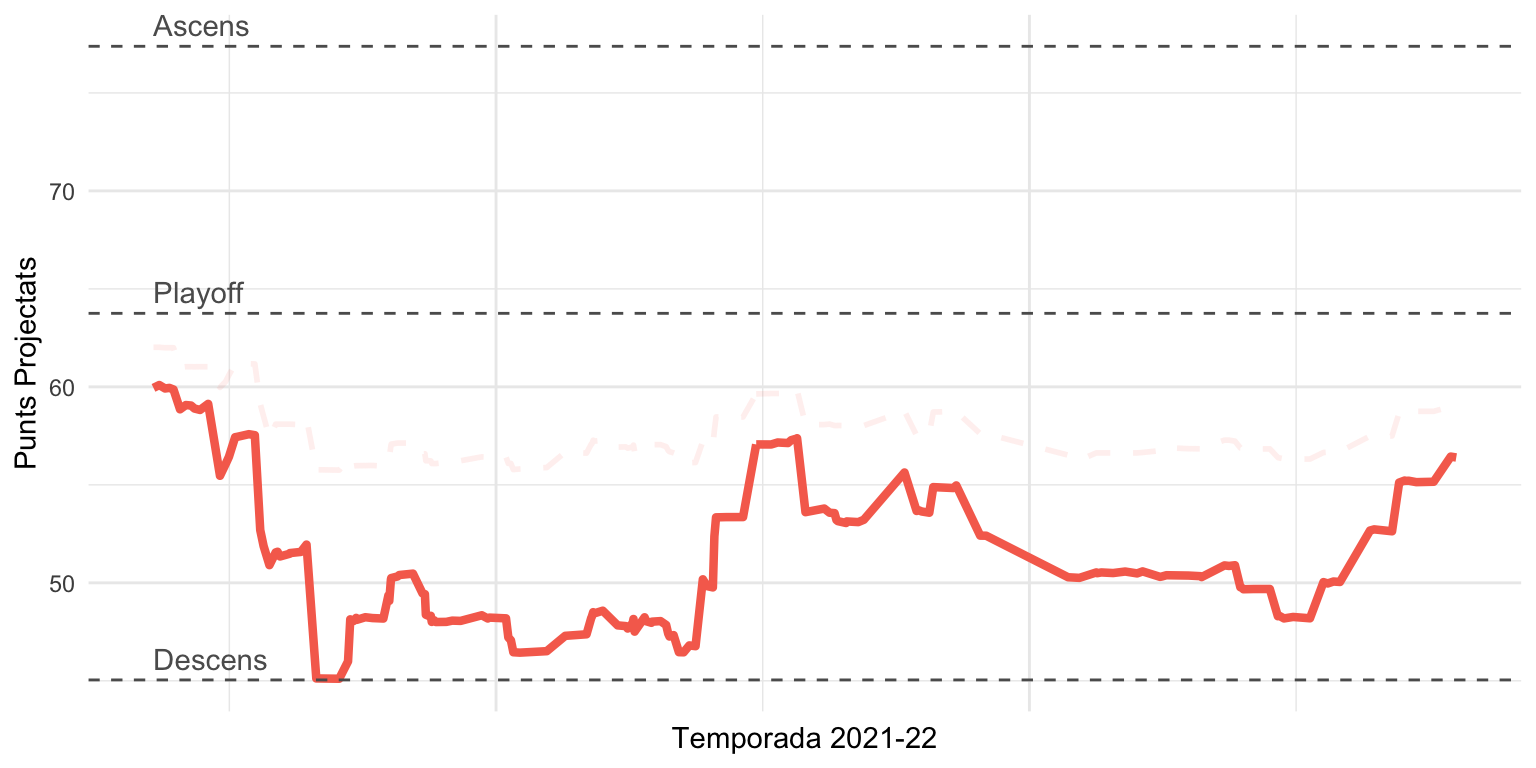 Ascens
70
Playoff
60
50
Descens
Punts Projectats
Temporada 2021-22